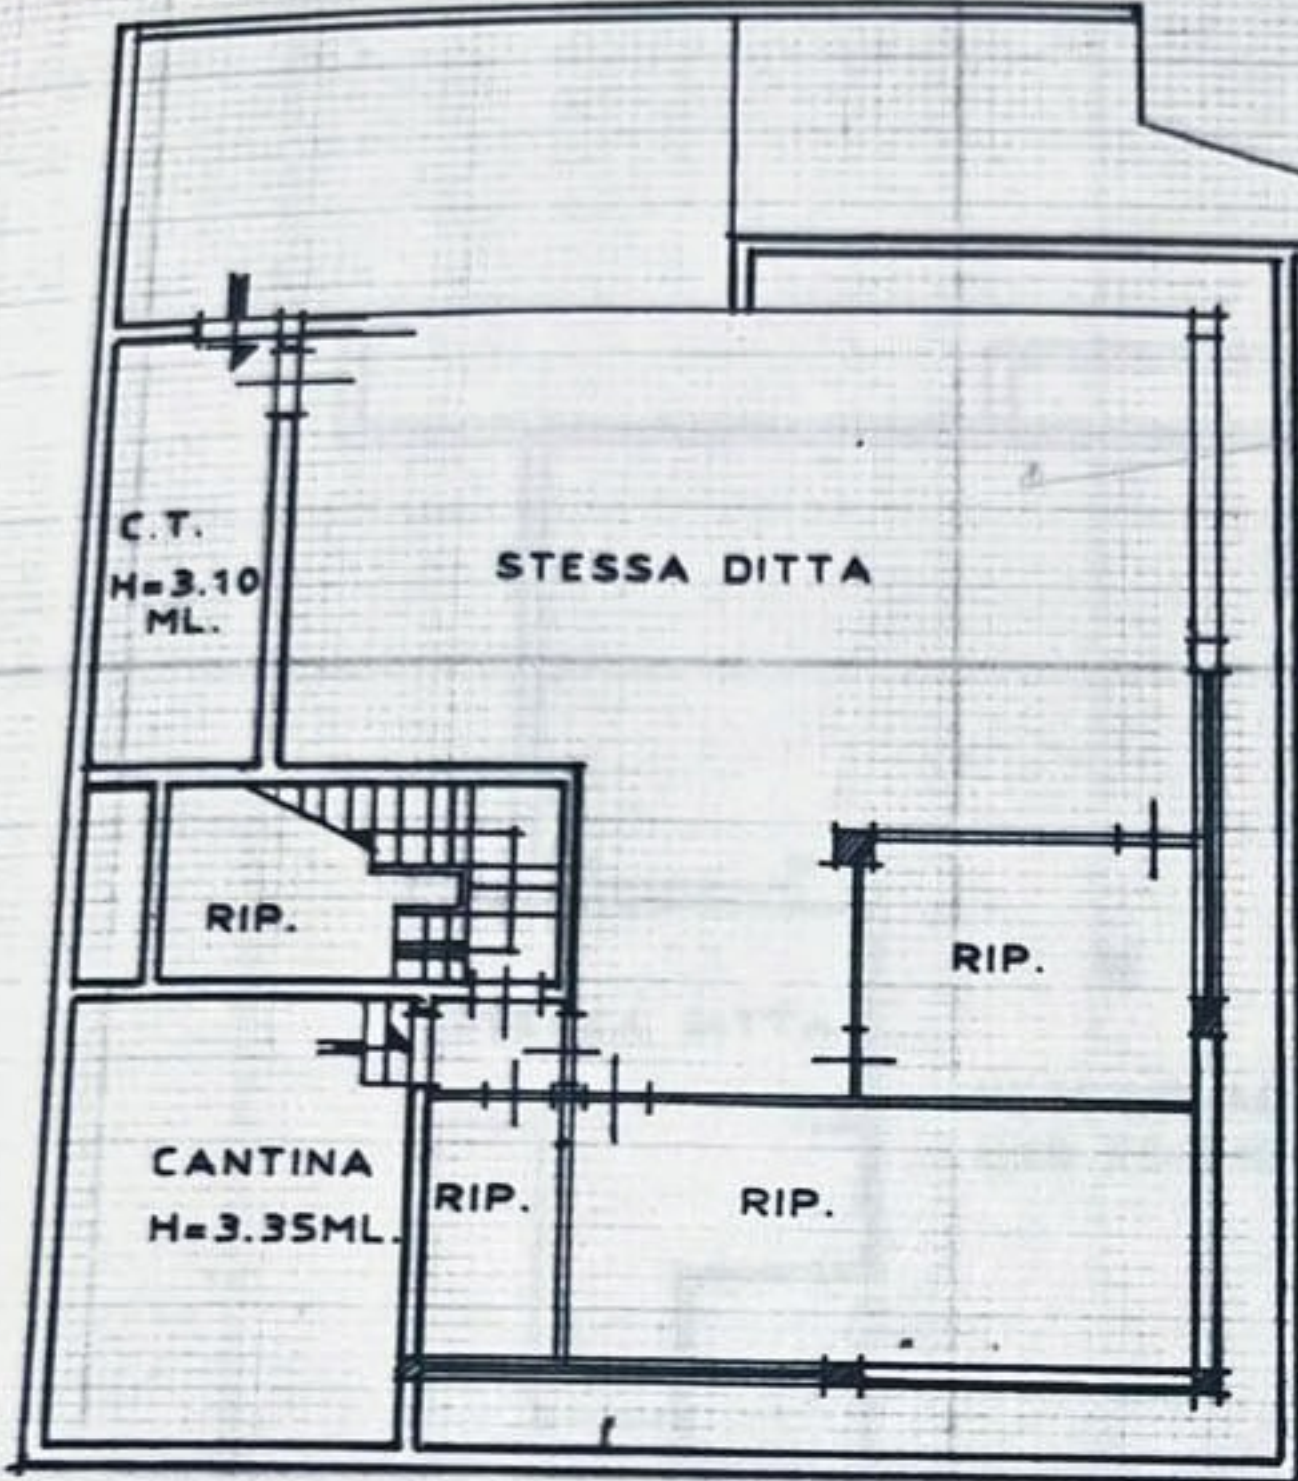 C.T.
H=3.10
ML.
STESSA DITTA
RIP.
RIP.
CANTINA
H=3.35ML.
RIP.
RIP.